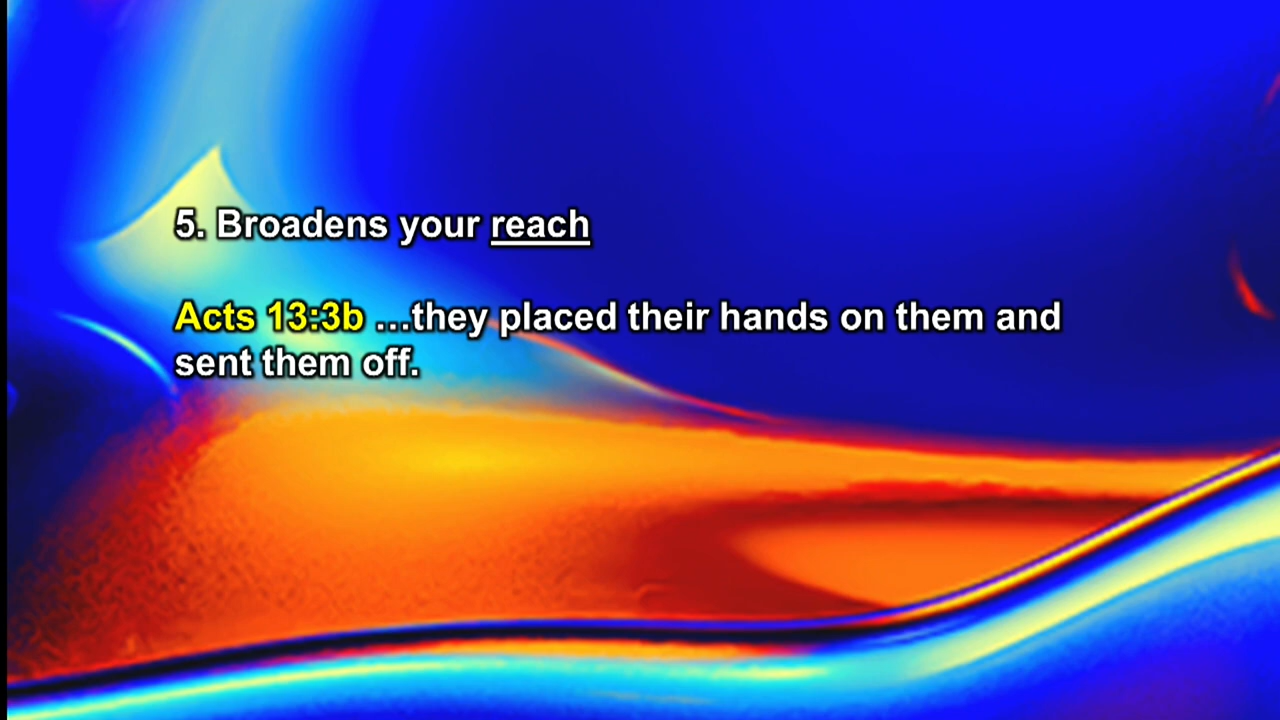 5. Broadens your reach
Acts 13:3b …they placed their hands on them and
sent them off.